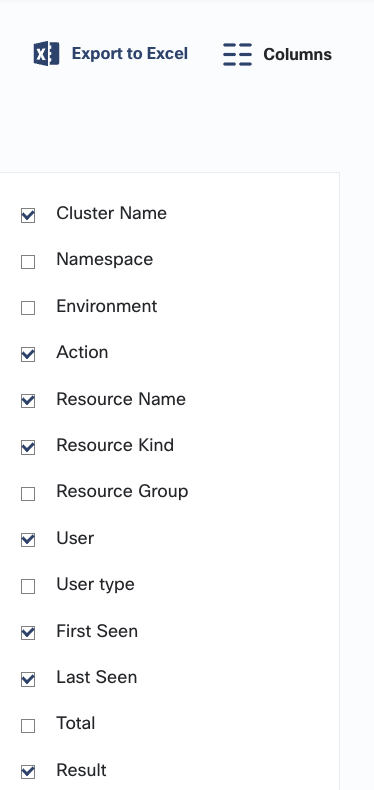 Export to Excel
Columns
Cluster Name
Namespace
Environment
Action
Resource Name
Resource Kind
Resource Group
User
User type
First Seen
Last Seen
Total
Result